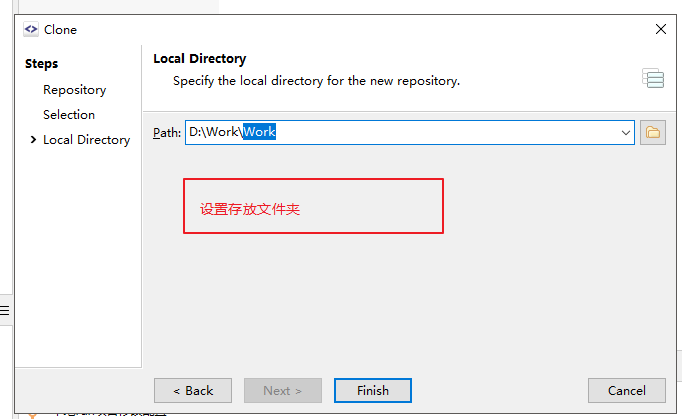 Clone
Steps
Repository
Selection
Local Directory
Local Directory
Specify the local directory for the new repository.
Path: D:\Work\Work
设置存放文件夹
< Back Next > Finish Cancel